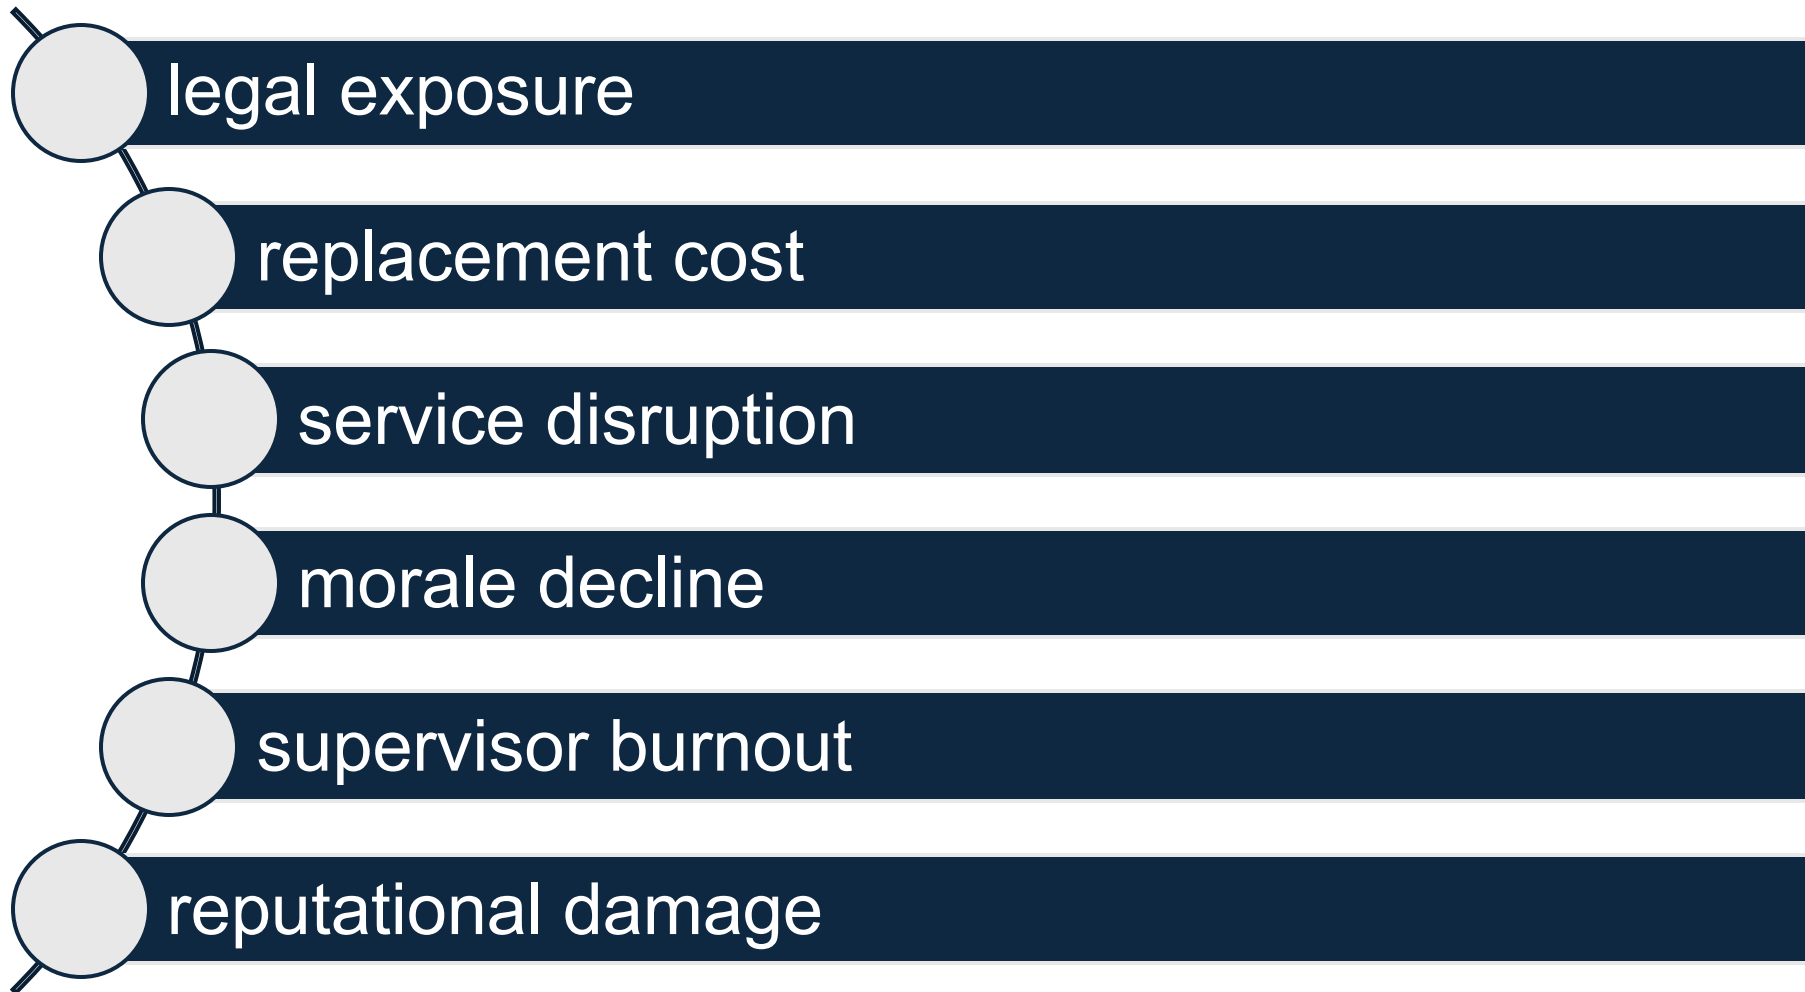 legal exposure
replacement cost
service disruption
morale decline
supervisor burnout
reputational damage